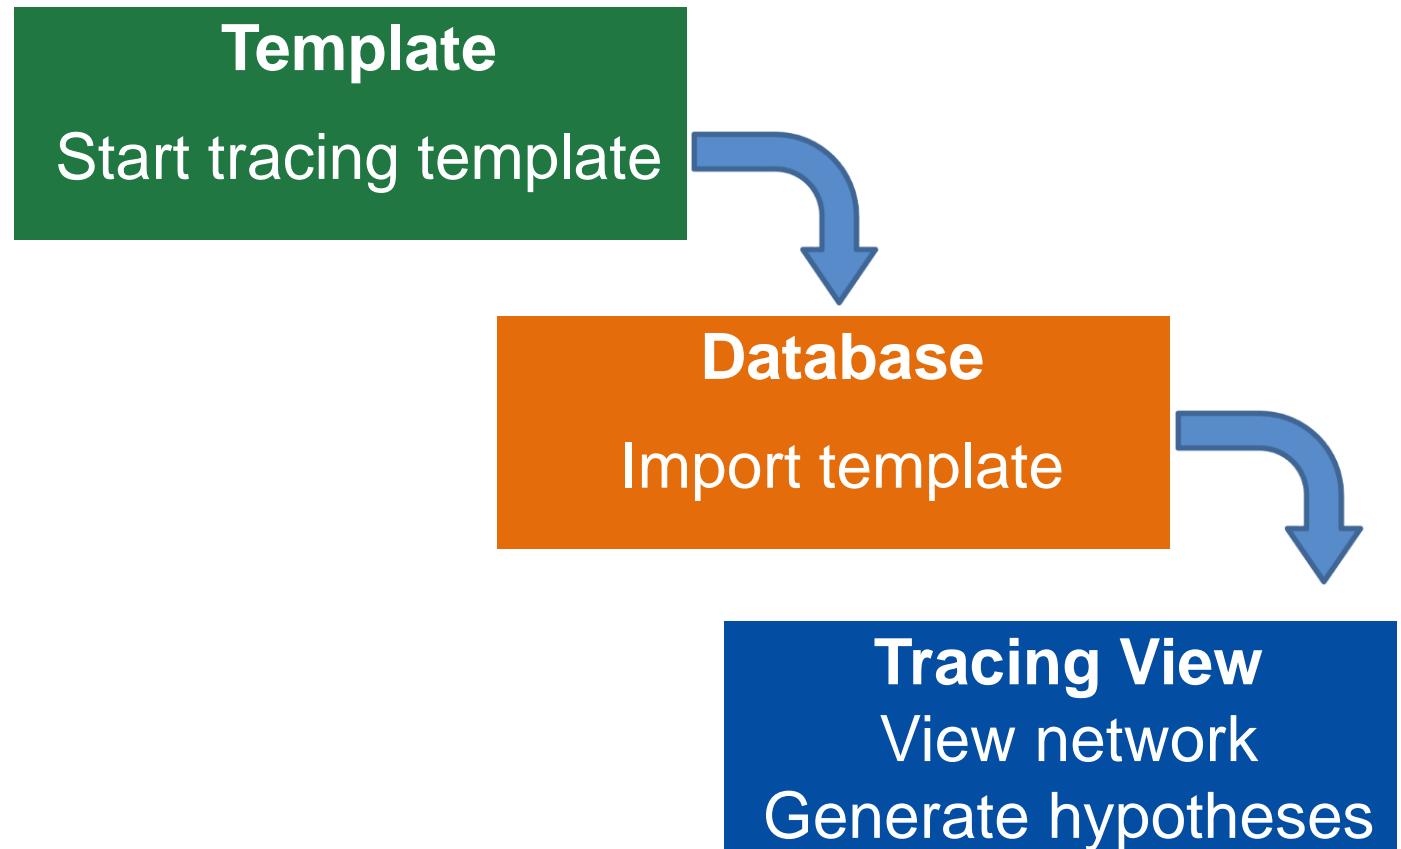 Template
Start tracing template
Database
Import template
Tracing View
View network
Generate hypotheses